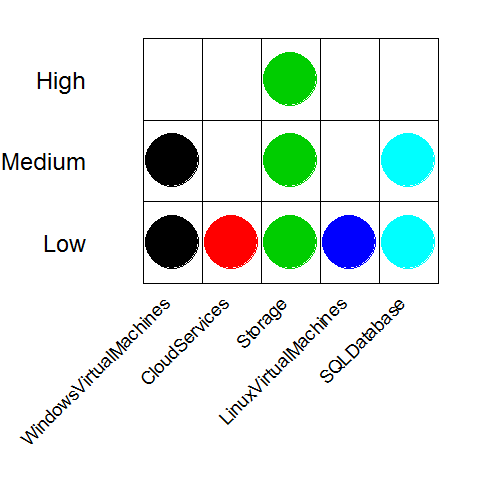 High
Medium
Low
WindowsVirtualMachines
CloudServices
Storage
LinuxVirtualMachines
SQLDatabase